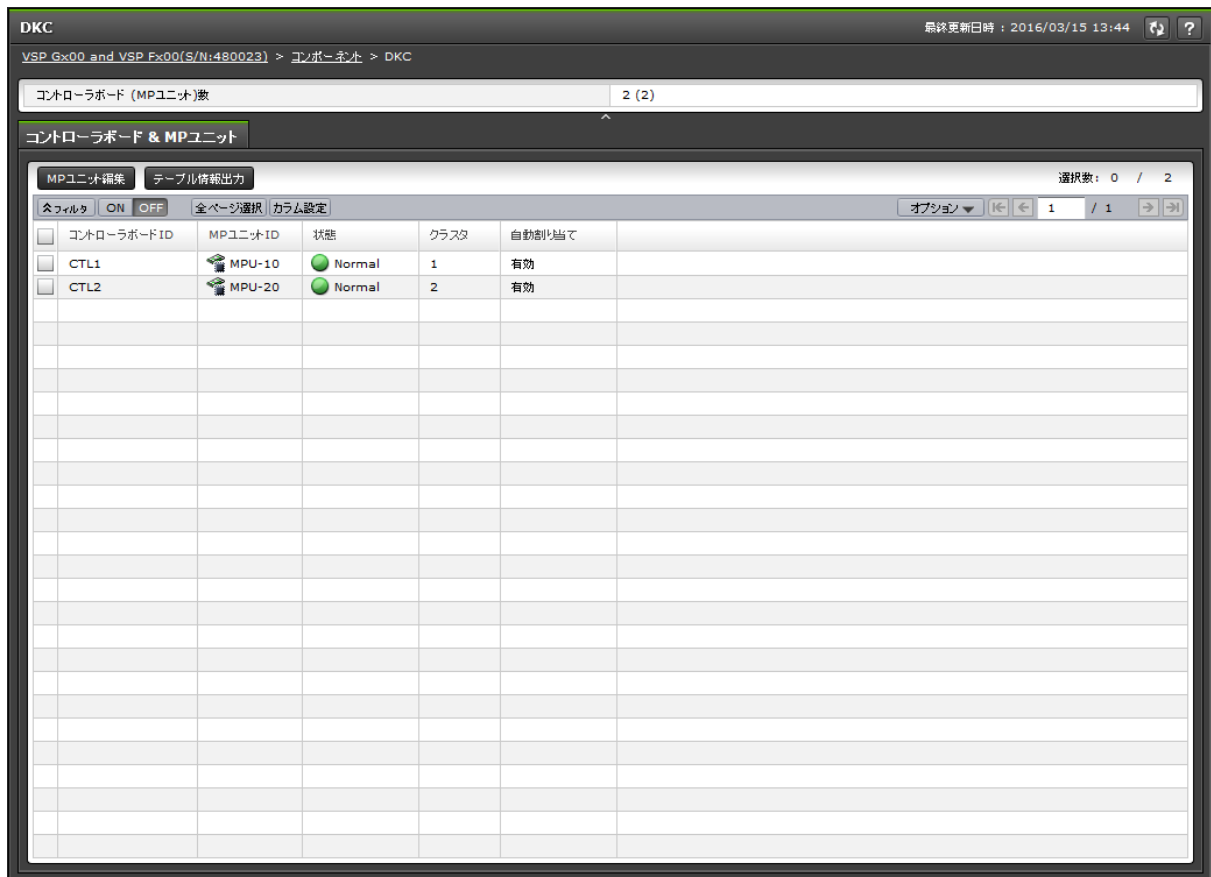 DKC 最終更新日時 : 2016/03/15 13:44 ?
VSP Gx00 and VSP Fx00(S/N:480023) > コンポーネント > DKC
コントローラボード (MPユニット)数 2 (2)
コントローラボード & MPユニット
MPユニット編集 テーブル情報出力 選択数: 0 / 2
フィルタ ON OFF 全ページ選択 カラム設定 オプション 1 / 1
コントローラボードID MPユニットID 状態 クラスタ 自動割り当て
CTL1 MPU-10 Normal 1 有効
CTL2 MPU-20 Normal 2 有効